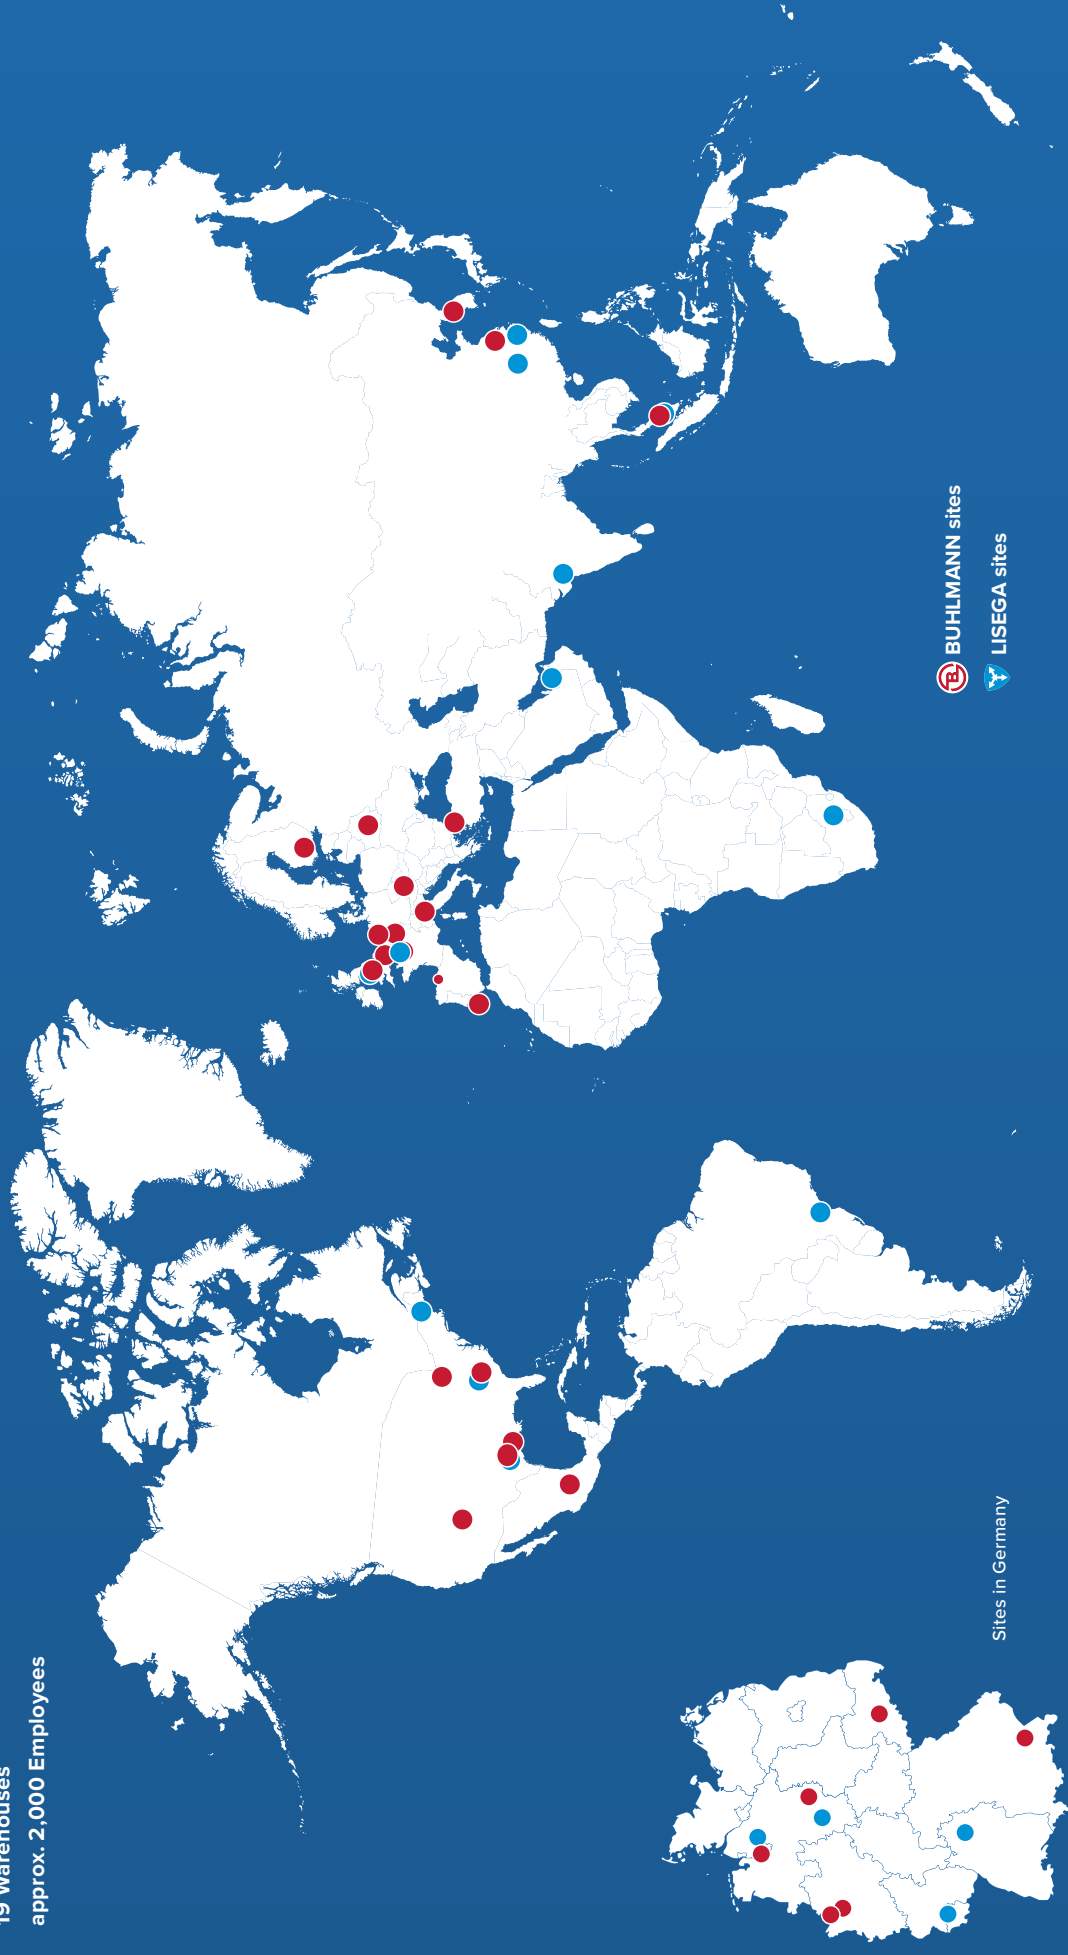 19 Warehouses
approx. 2,000 Employees
Sites in Germany
BUHLMANN sites
LISEGA sites